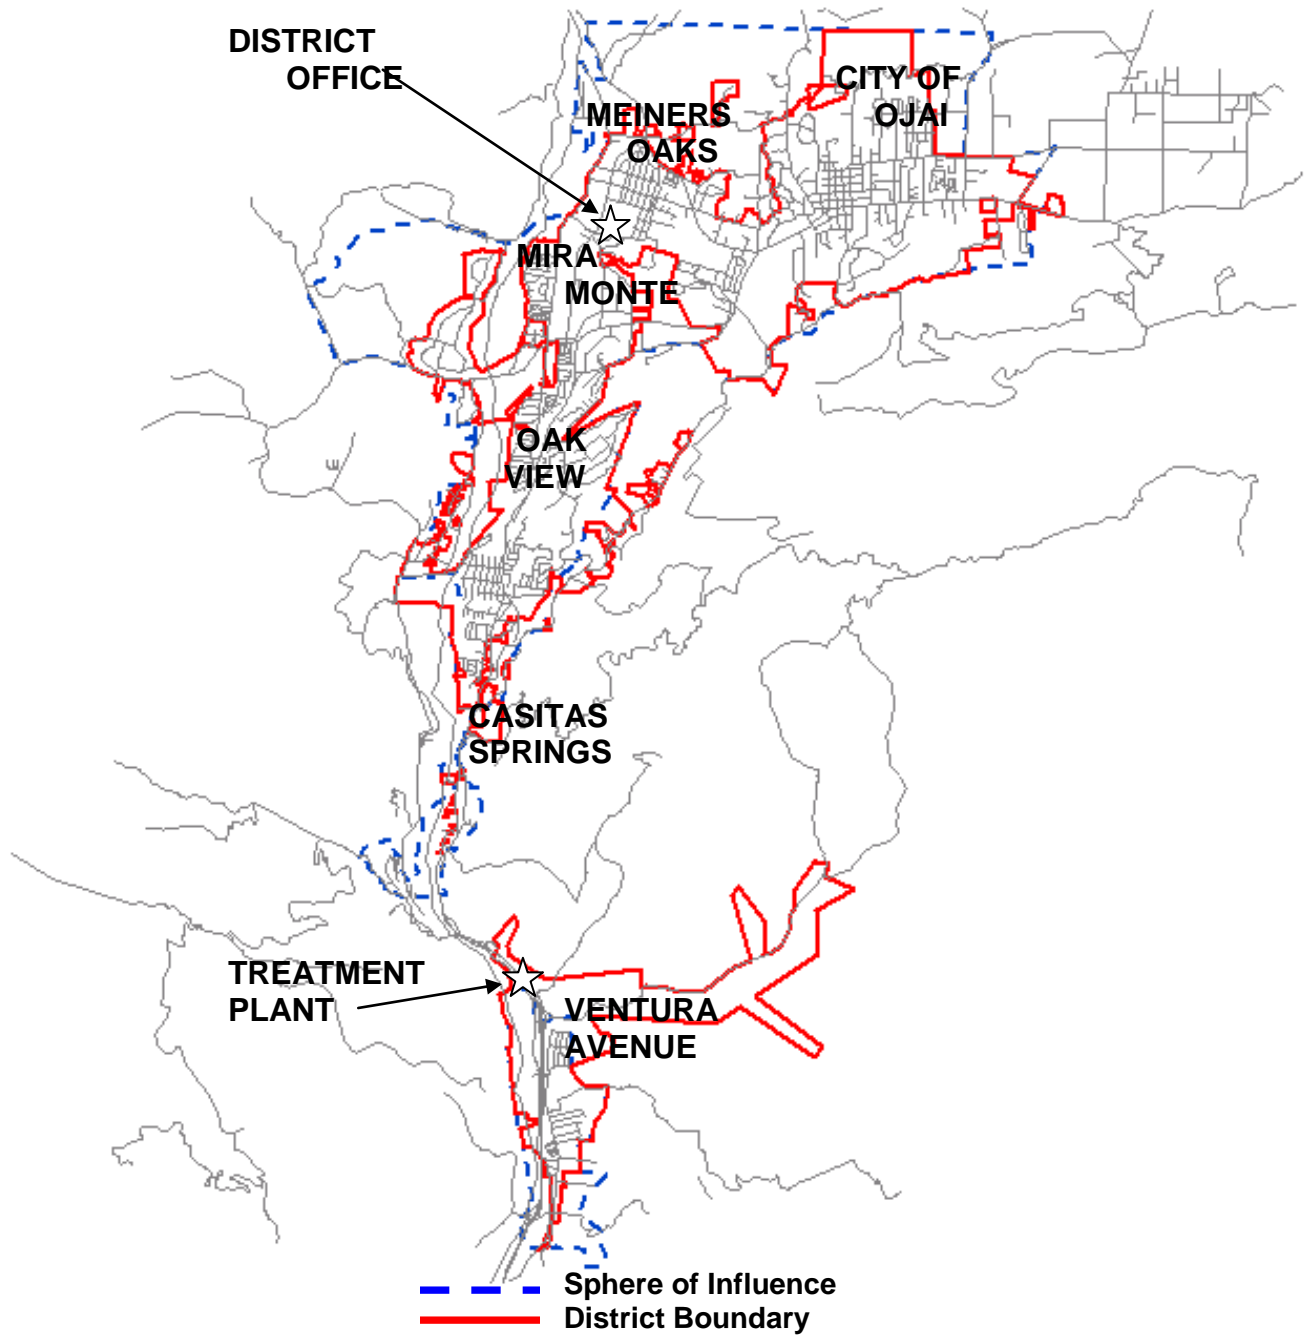 DISTRICT
OFFICE
CITY OF
OJAI
MEINERS
OAKS
MIRA
MONTE
OAK
VIEW
CASITAS
SPRINGS
TREATMENT
PLANT
VENTURA
AVENUE
Sphere of Influence
District Boundary